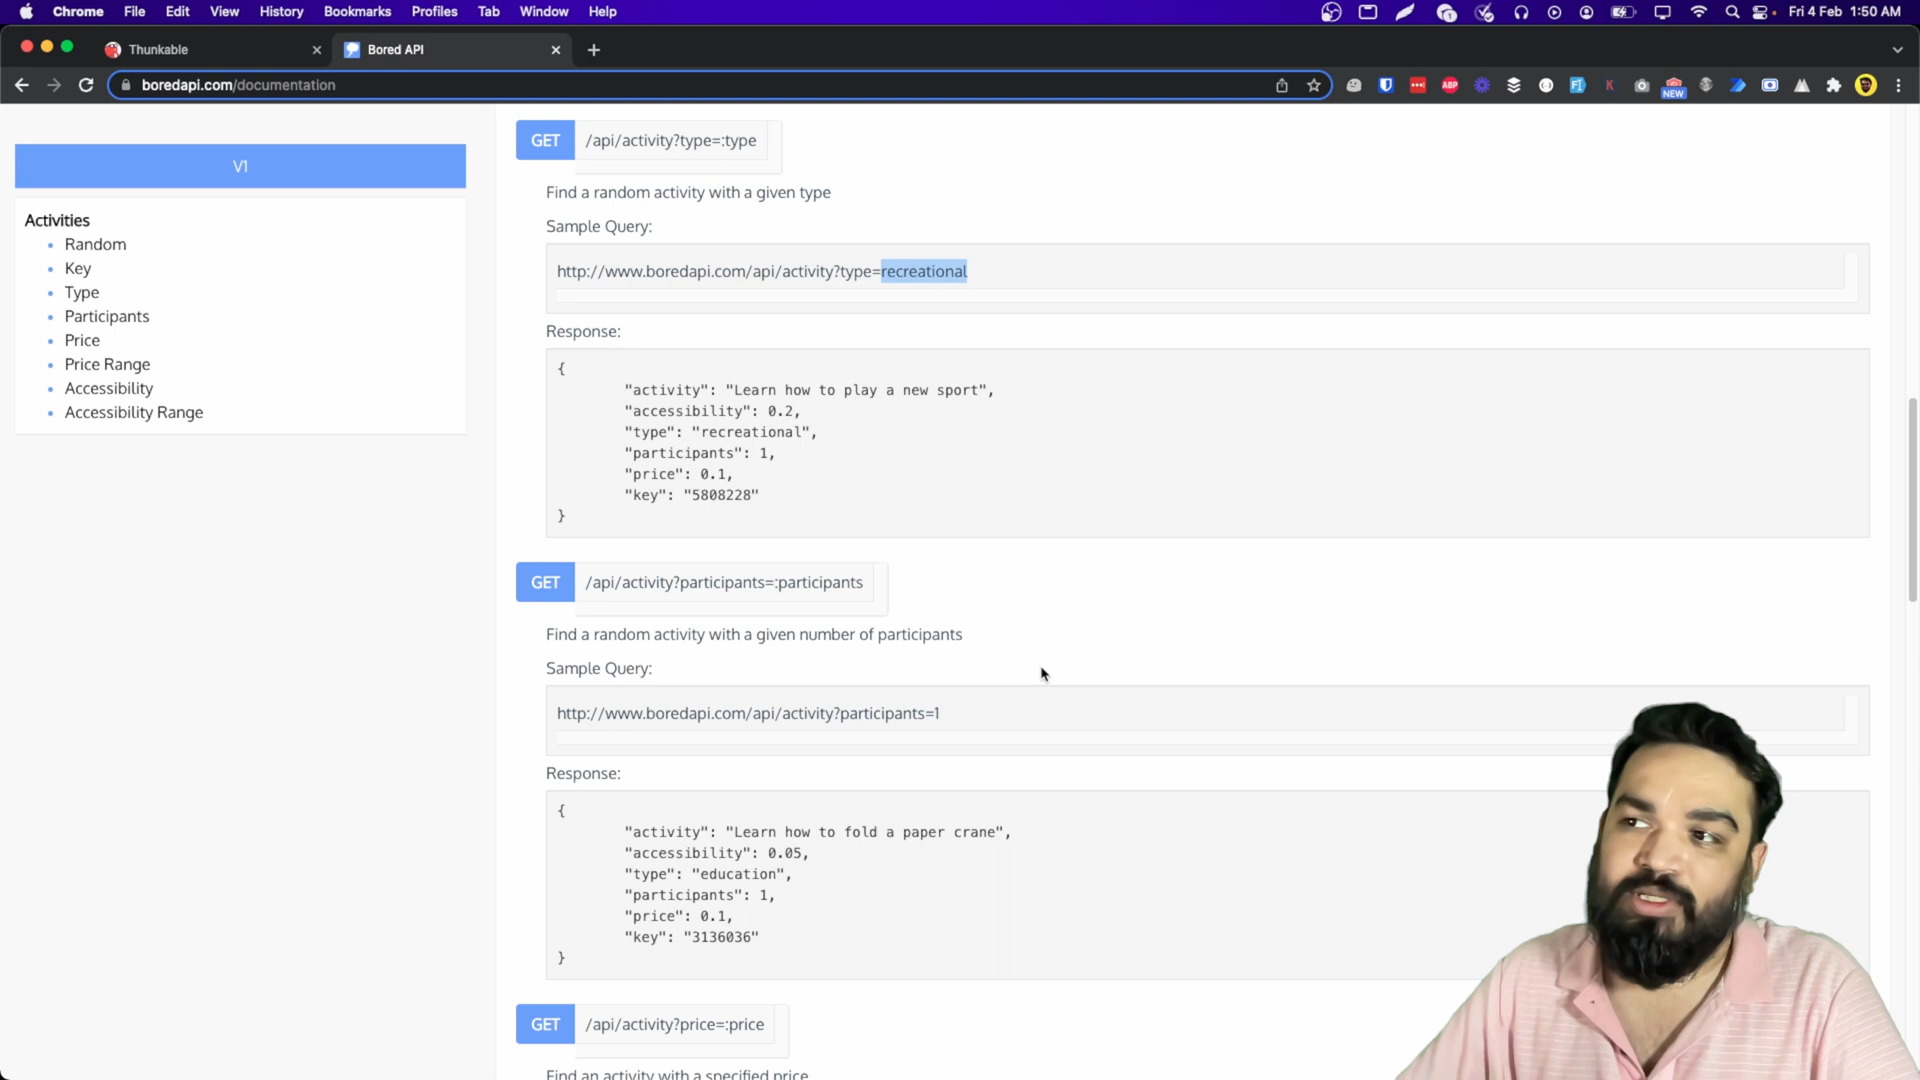 Chrome File Edit View History Bookmarks Profiles Tab Window Help Fri 4 Feb 1:50 AM
Thunkable
Bored API
boredapi.com/documentation
ABP
NEW
V1
Activities
Random
Key
Type
Participants
Price
Price Range
Accessibility
Accessibility Range
GET /api/activity?type=:type
Find a random activity with a given type
Sample Query:
http://www.boredapi.com/api/activity?type=recreational
Response:
{
"activity": "Learn how to play a new sport",
"accessibility": 0.2,
"type": "recreational",
"participants": 1,
"price": 0.1,
"key": "5808228"
}
GET /api/activity?participants=:participants
Find a random activity with a given number of participants
Sample Query:
http://www.boredapi.com/api/activity?participants=1
Response:
{
"activity": "Learn how to fold a paper crane",
"accessibility": 0.05,
"type": "education",
"participants": 1,
"price": 0.1,
"key": "3136036"
}
GET /api/activity?price=:price
Find an activity with a specified price